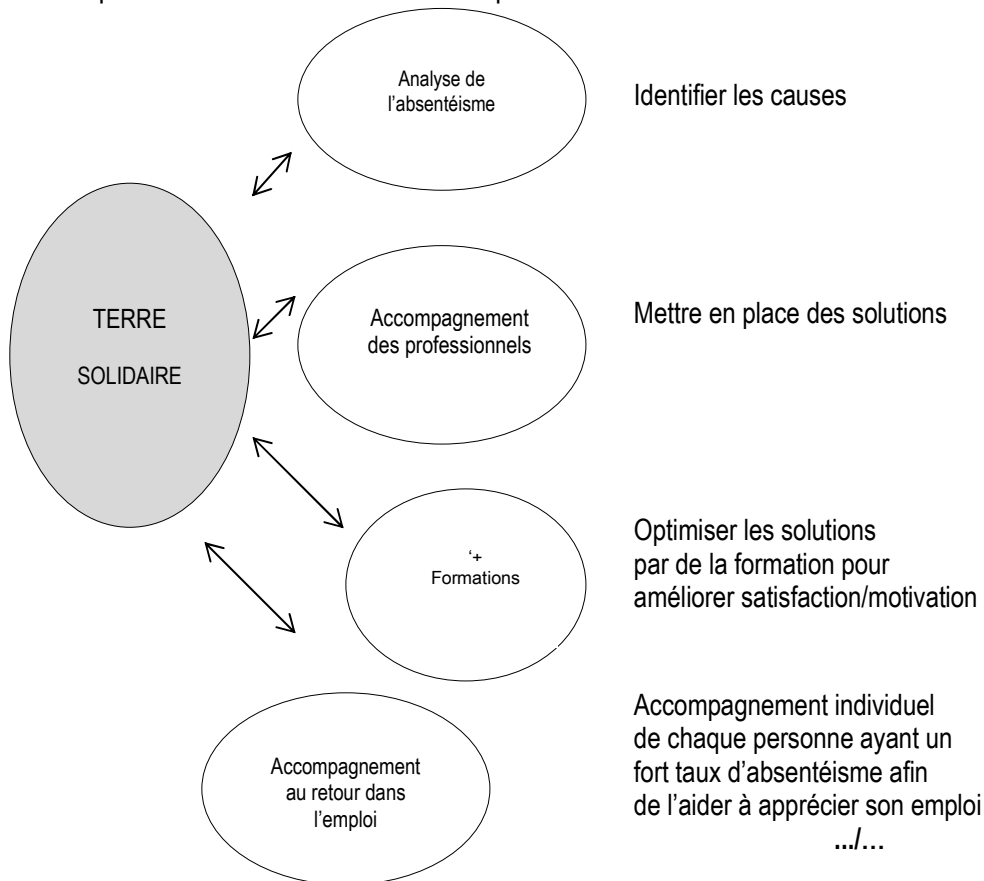 Analyse de
l’absentéisme
Identifier les causes
TERRE
SOLIDAIRE
Accompagnement
des professionnels
Mettre en place des solutions
‘+
Formations
Optimiser les solutions
par de la formation pour
améliorer satisfaction/motivation
Accompagnement
au retour dans
l’emploi
Accompagnement individuel
de chaque personne ayant un
fort taux d’absentéisme afin
de l’aider à apprécier son emploi
.../…